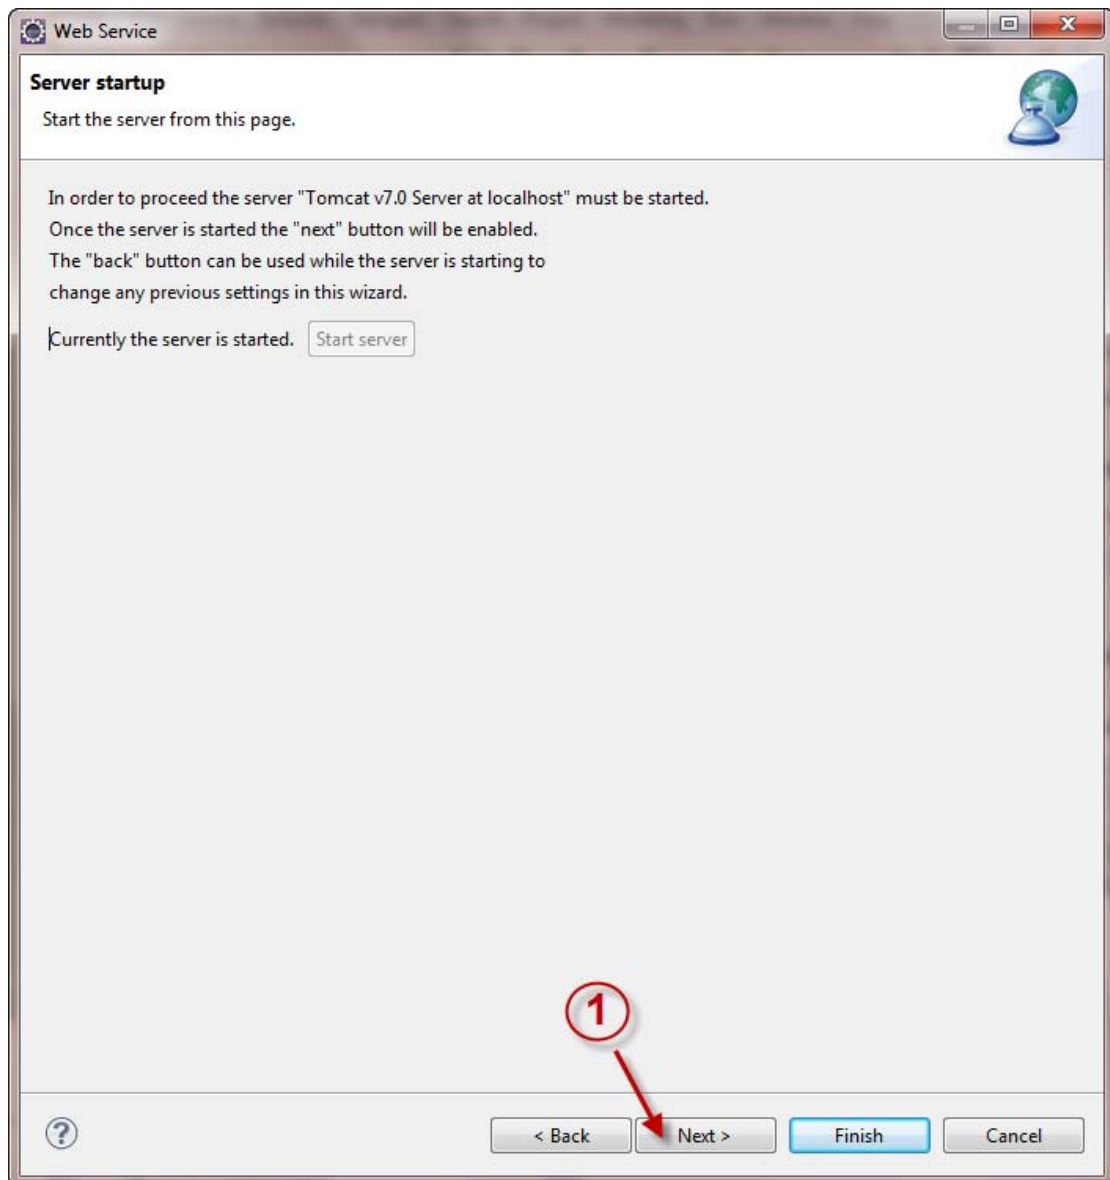 Web Service
Server startup
Start the server from this page.
In order to proceed the server "Tomcat v7.0 Server at localhost" must be started.
Once the server is started the "next" button will be enabled.
The "back" button can be used while the server is starting to
change any previous settings in this wizard.
Currently the server is started. Start server
1
? < Back Next > Finish Cancel